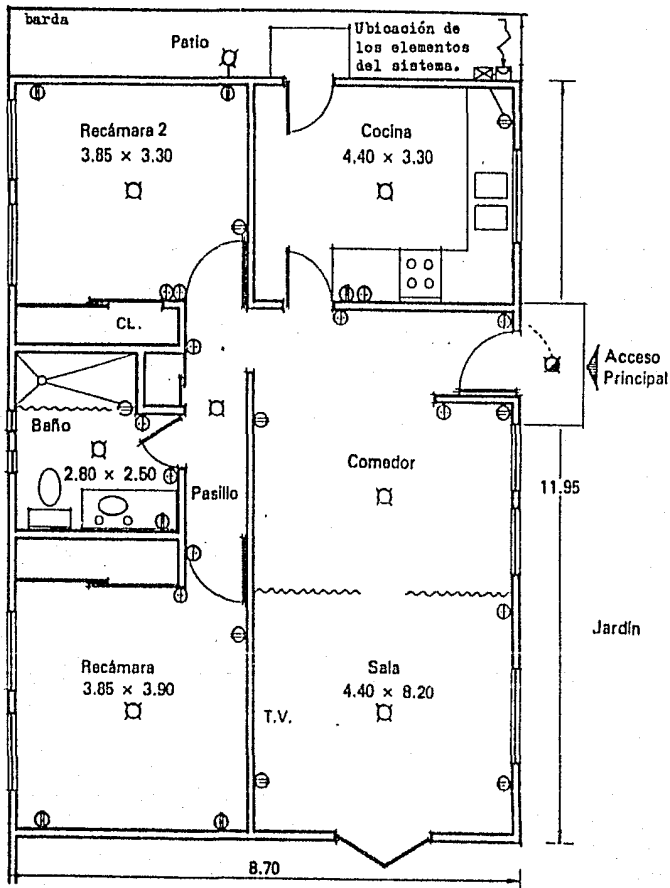 barda
Patio
Ubicación de
los elementos
del sistema.
Recámara 2
3.85 × 3.30
Cocina
4.40 × 3.30
CL.
Acceso
Principal
Baño
2.80 × 2.50
Pasillo
Comedor
11.95
Jardín
Recámara
3.85 × 3.90
Sala
4.40 × 8.20
T.V.
8.70